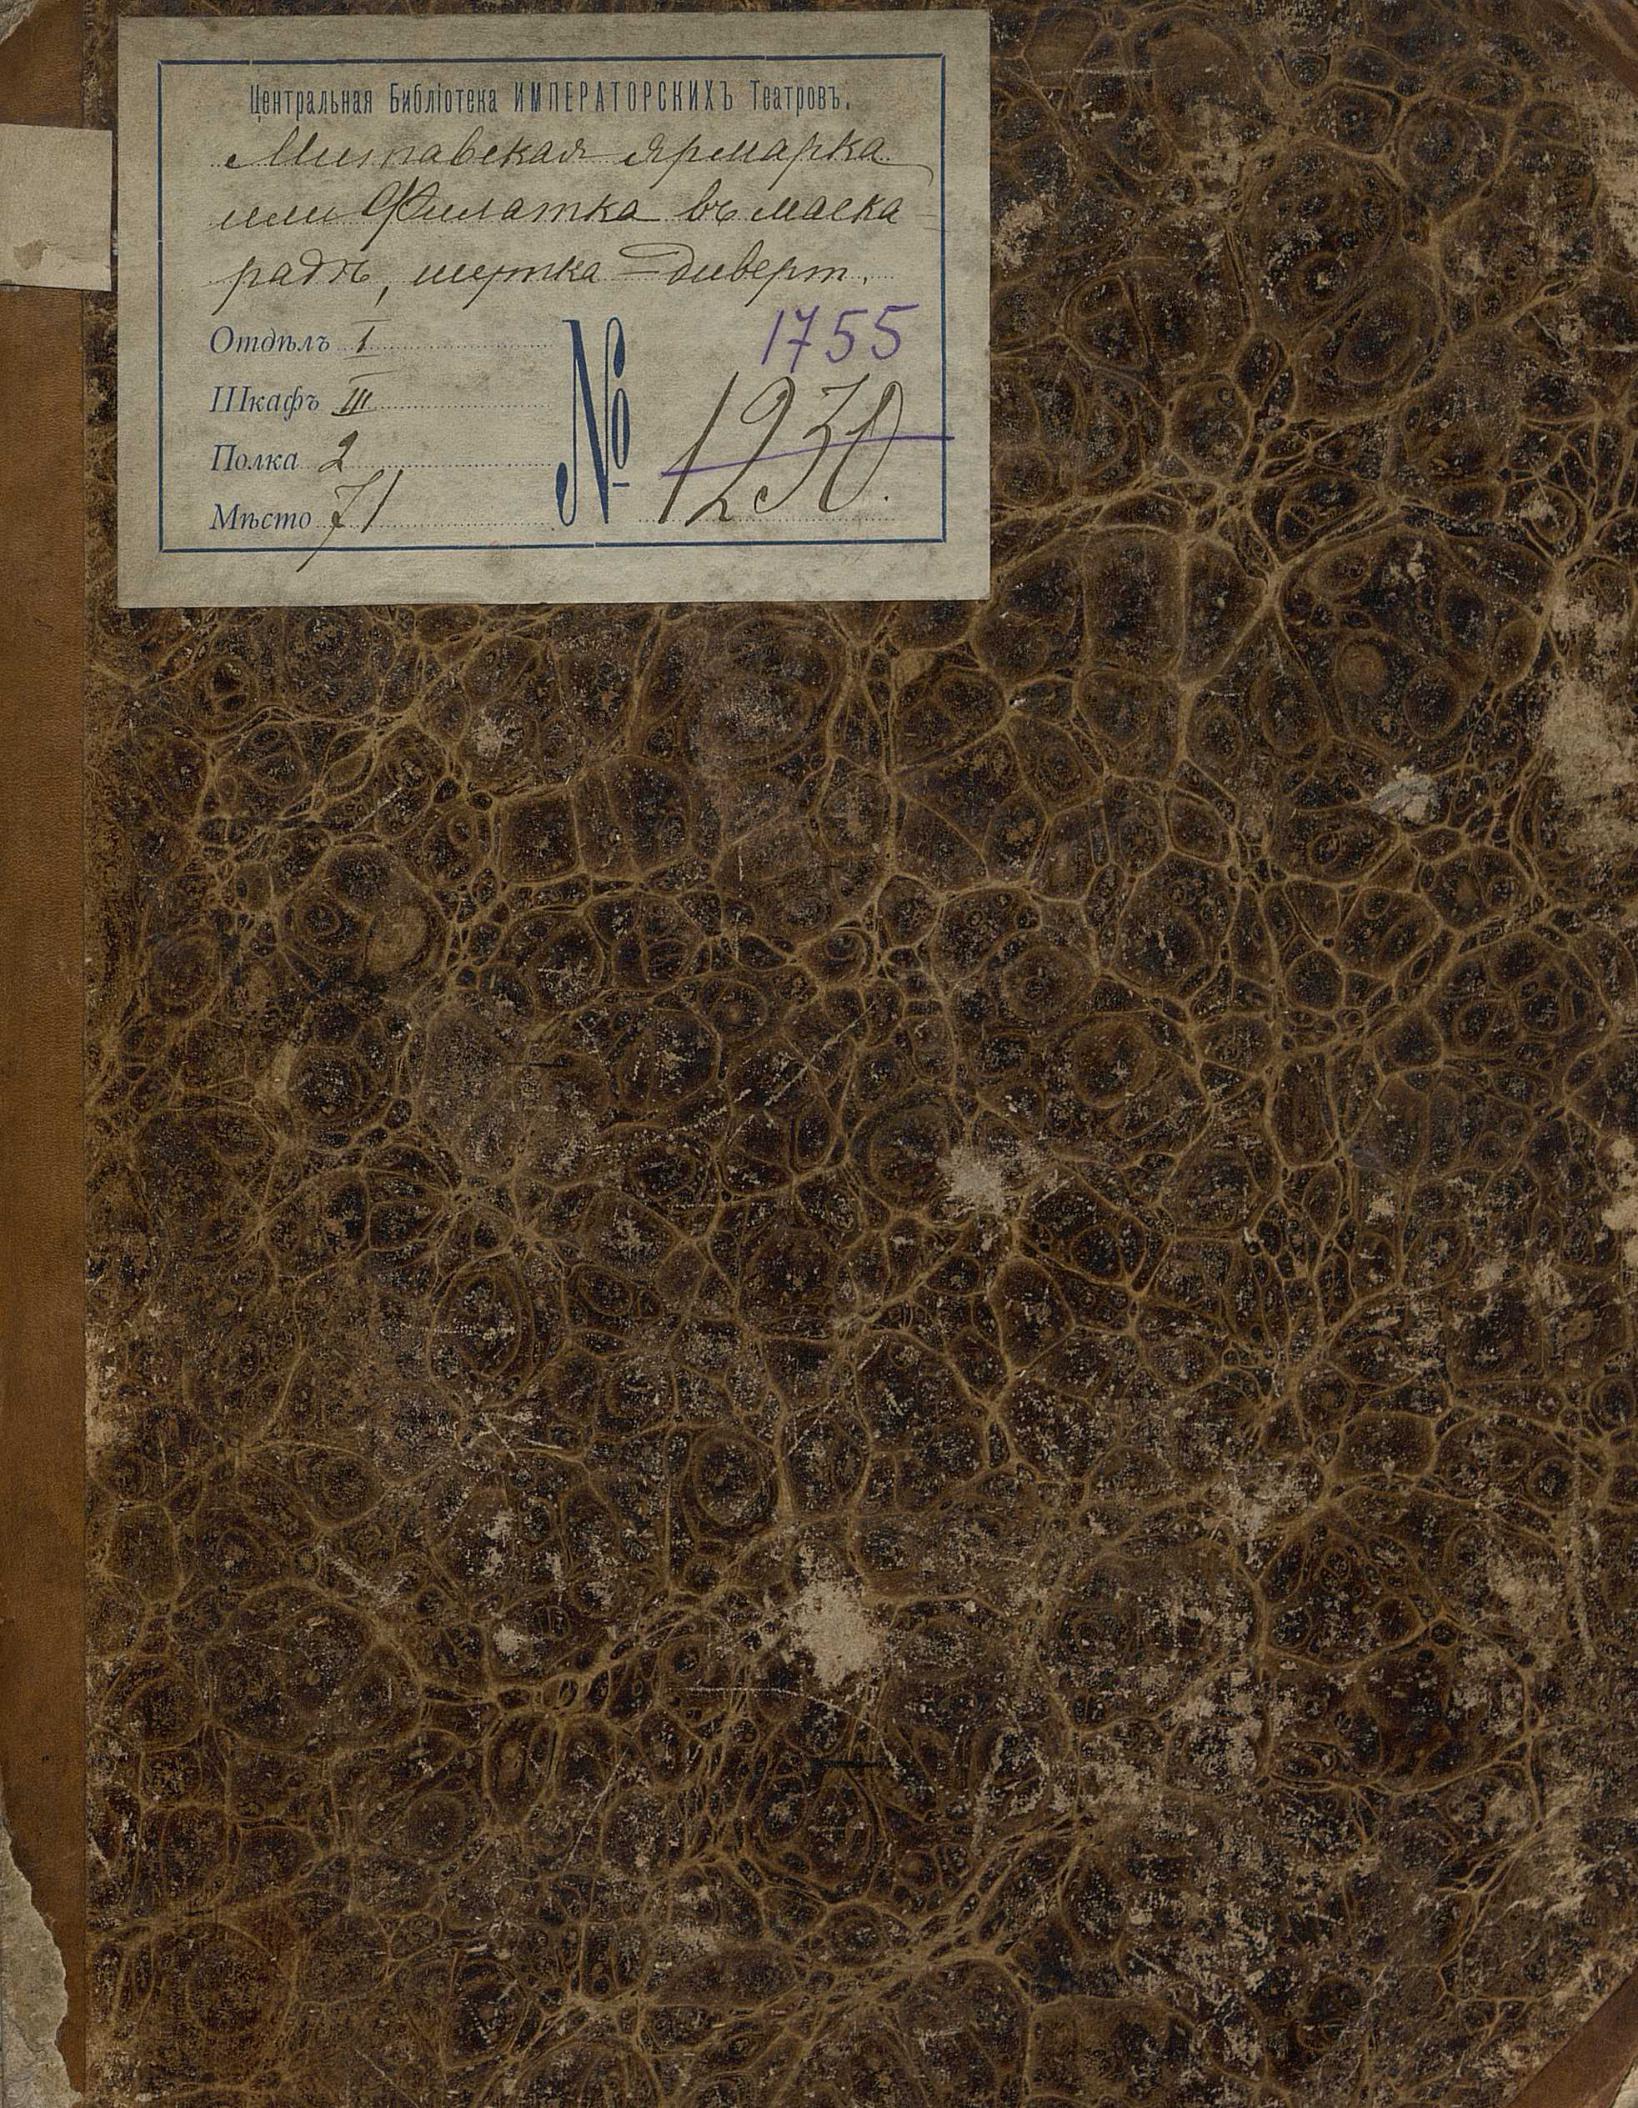 Центральная Библіотека ИМПЕРАТОРСКИХЪ Театровъ.
Митавская ярмарка
или Филатка въ маска-
радѣ, шутка-диверт.
Отдѣлъ I
Шкафъ III
Полка 2
Мѣсто 71
№
1755
1230.